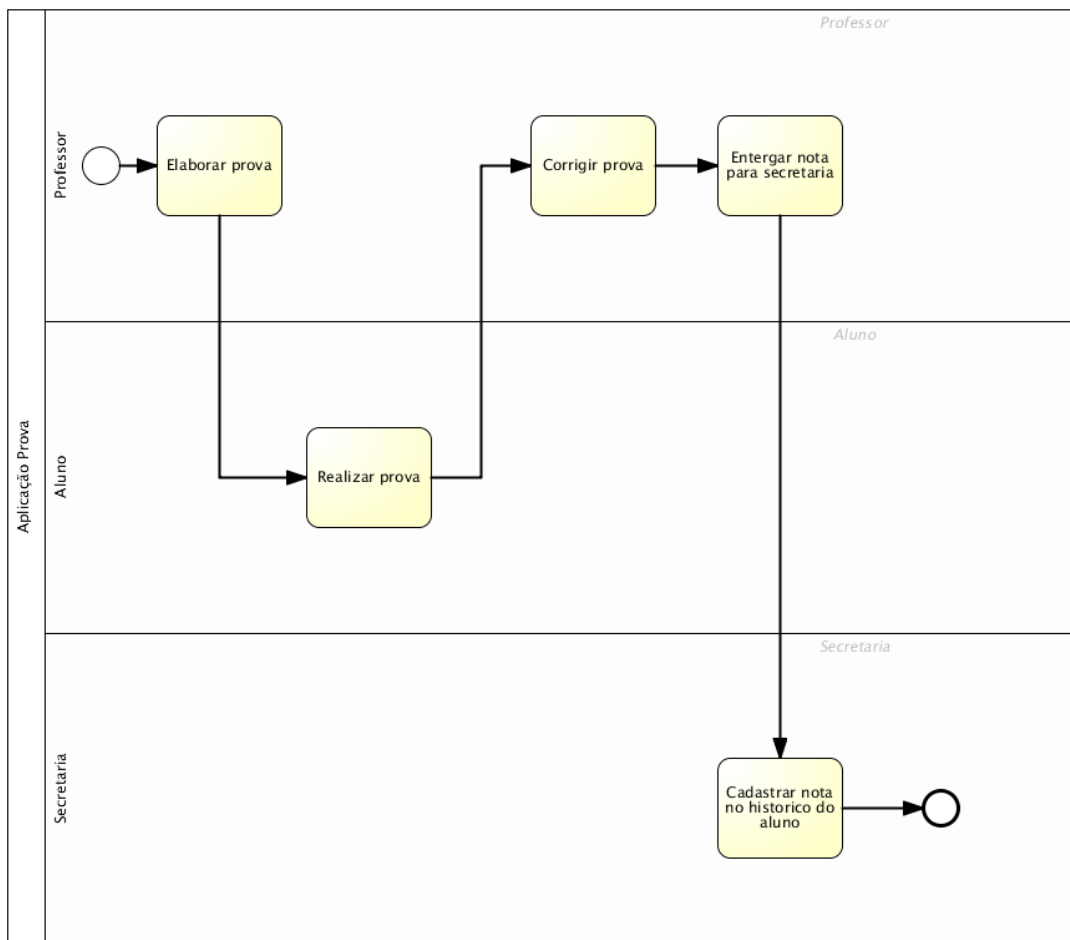 Professor
Professor
Elaborar prova
Corrigir prova
Entergar nota
para secretaria
Aplicação Prova
Aluno
Aluno
Realizar prova
Secretaria
Secretaria
Cadastrar nota
no historico do
aluno